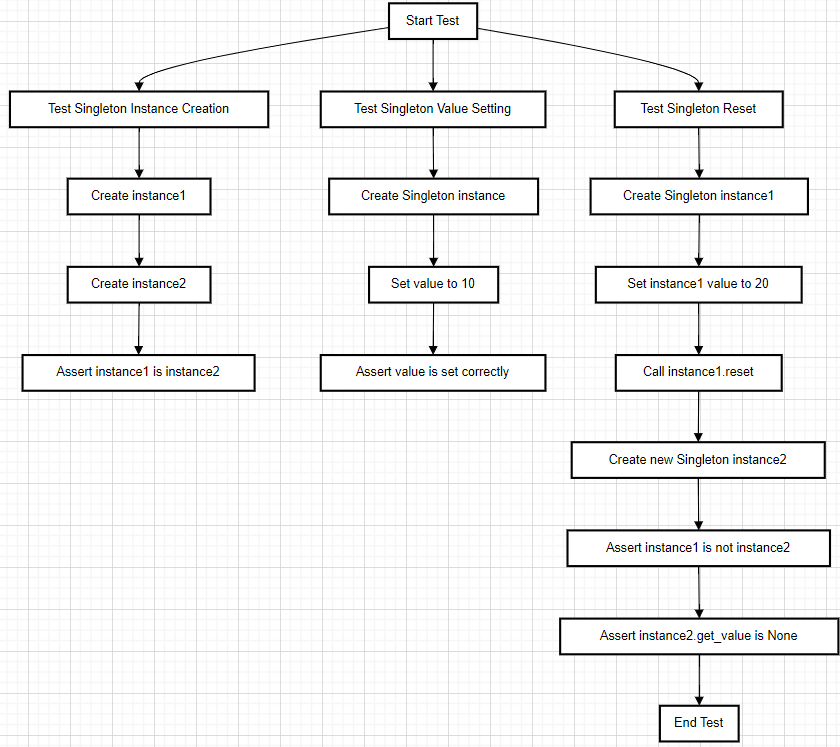 Start Test
Test Singleton Instance Creation
Test Singleton Value Setting
Test Singleton Reset
Create instance1
Create Singleton instance
Create Singleton instance1
Create instance2
Set value to 10
Set instance1 value to 20
Assert instance1 is instance2
Assert value is set correctly
Call instance1.reset
Create new Singleton instance2
Assert instance1 is not instance2
Assert instance2.get_value is None
End Test